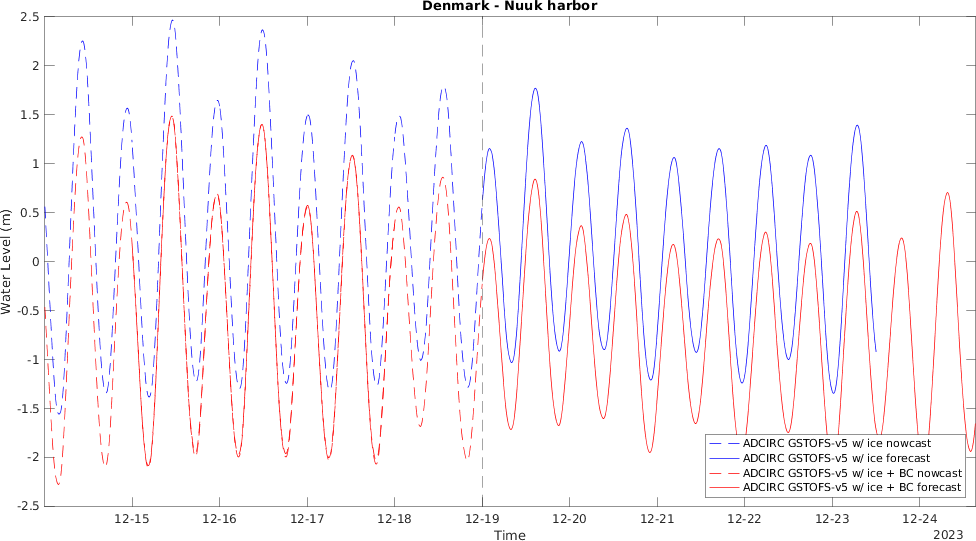 Denmark - Nuuk harbor
2.5
2
1.5
1
0.5
0
-0.5
-1
-1.5
-2
-2.5
Water Level (m)
ADCIRC GSTOFS-v5 w/ ice nowcast
ADCIRC GSTOFS-v5 w/ ice forecast
ADCIRC GSTOFS-v5 w/ ice + BC nowcast
ADCIRC GSTOFS-v5 w/ ice + BC forecast
12-15 12-16 12-17 12-18 12-19 12-20 12-21 12-22 12-23 12-24
Time
2023